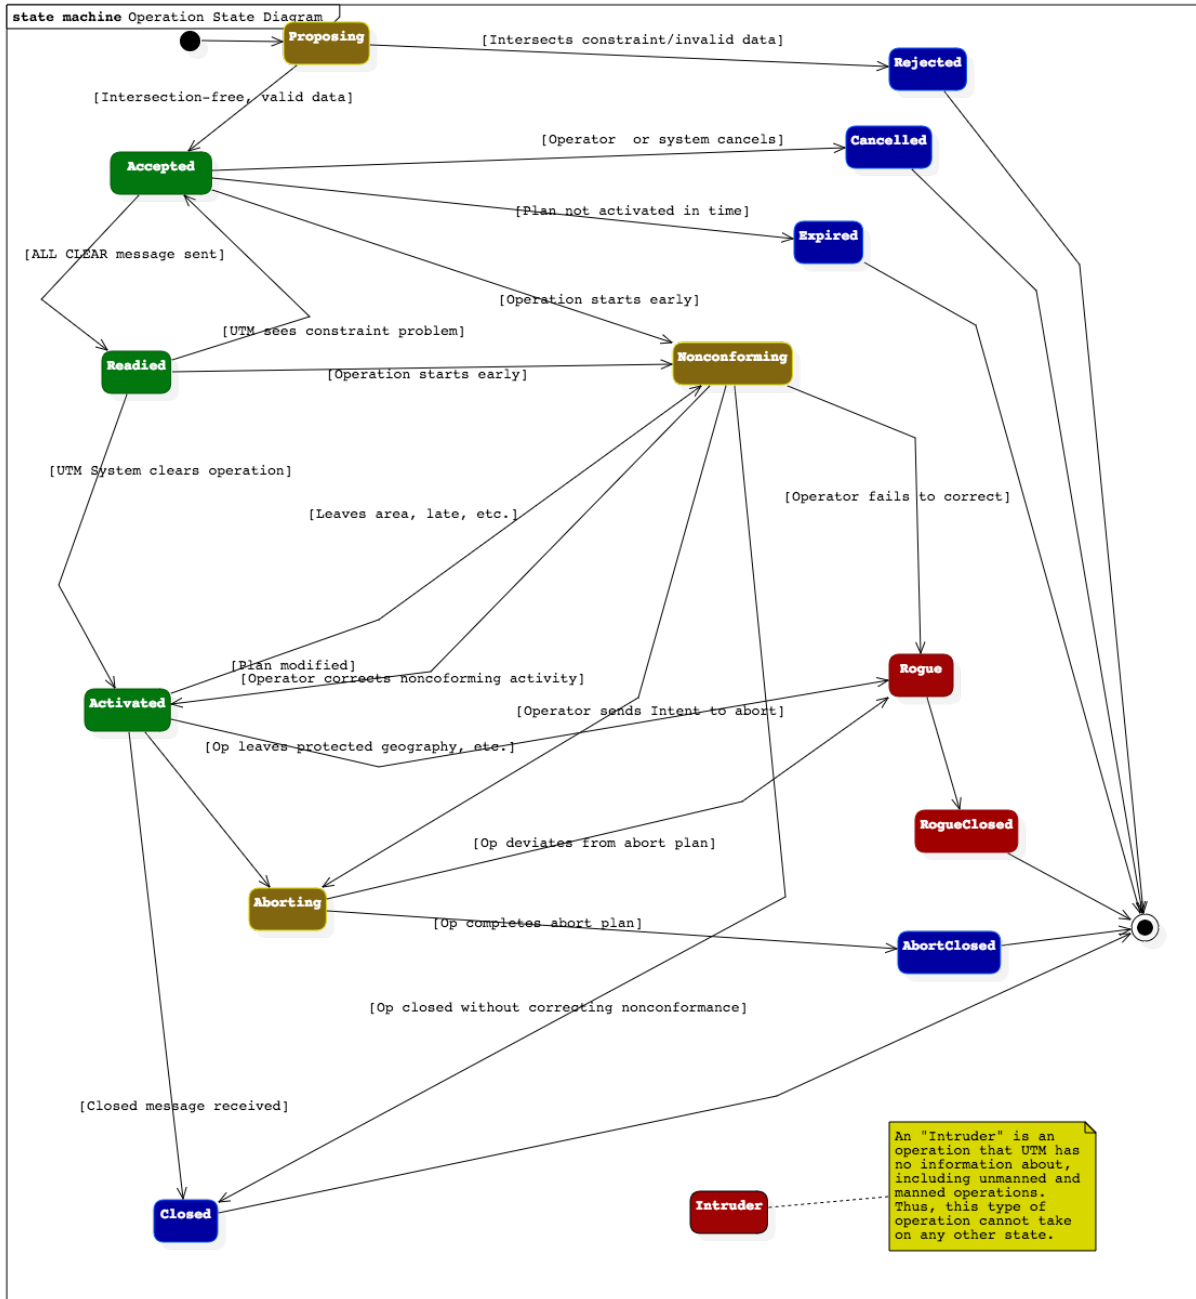 state machine Operation State Diagram
Proposing
[Intersects constraint/invalid data]
Rejected
[Intersection-free, valid data]
[Operator  or system cancels]
Cancelled
Accepted
[Plan not activated in time]
Expired
[ALL CLEAR message sent]
[Operation starts early]
[UTM sees constraint problem]
Nonconforming
Readied
[Operation starts early]
[UTM System clears operation]
[Operator fails to correct]
[Leaves area, late, etc.]
[Plan modified]
Rogue
[Operator corrects noncoforming activity]
Activated
[Operator sends Intent to abort]
[Op leaves protected geography, etc.]
RogueClosed
[Op deviates from abort plan]
Aborting
[Op completes abort plan]
AbortClosed
[Op closed without correcting nonconformance]
[Closed message received]
An "Intruder" is an
operation that UTM has
no information about,
including unmanned and
manned operations.
Thus, this type of
operation cannot take
on any other state.
Intruder
Closed